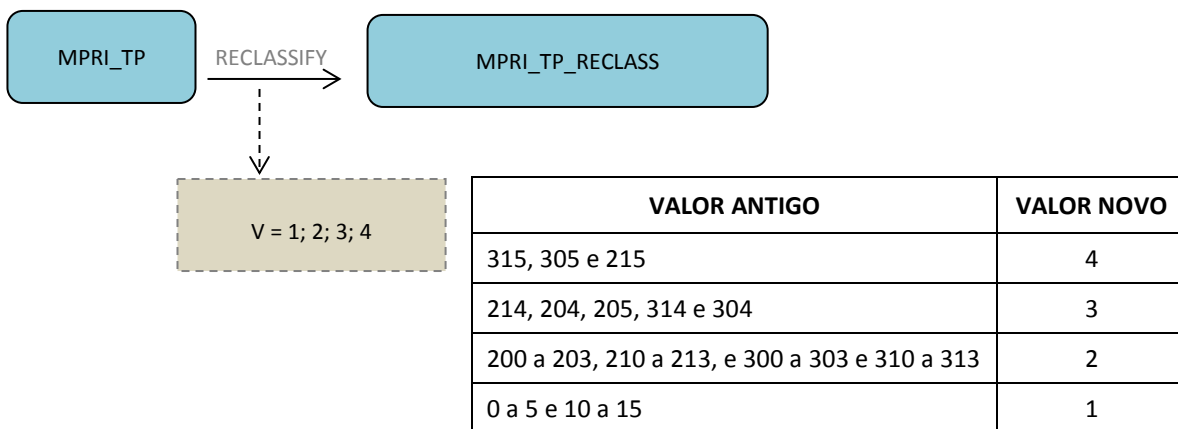 MPRI_TP
RECLASSIFY
MPRI_TP_RECLASS
V = 1; 2; 3; 4
VALOR ANTIGO VALOR NOVO
315, 305 e 215 4
214, 204, 205, 314 e 304 3
200 a 203, 210 a 213, e 300 a 303 e 310 a 313 2
0 a 5 e 10 a 15 1